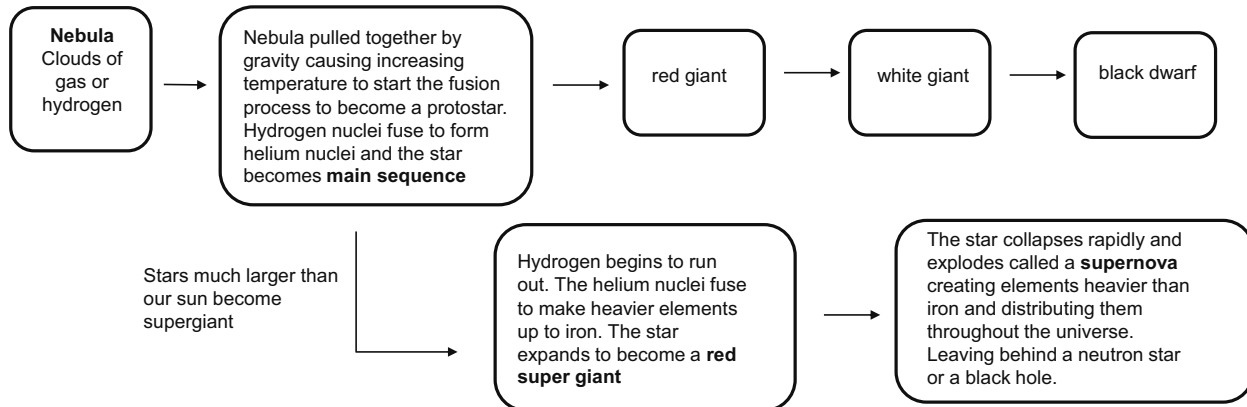 Nebula
Clouds of
gas or
hydrogen
Nebula pulled together by
gravity causing increasing
temperature to start the fusion
process to become a protostar.
Hydrogen nuclei fuse to form
helium nuclei and the star
becomes main sequence
red giant
white giant
black dwarf
Stars much larger than
our sun become
supergiant
Hydrogen begins to run
out. The helium nuclei fuse
to make heavier elements
up to iron. The star
expands to become a red
super giant
The star collapses rapidly and
explodes called a supernova
creating elements heavier than
iron and distributing them
throughout the universe.
Leaving behind a neutron star
or a black hole.